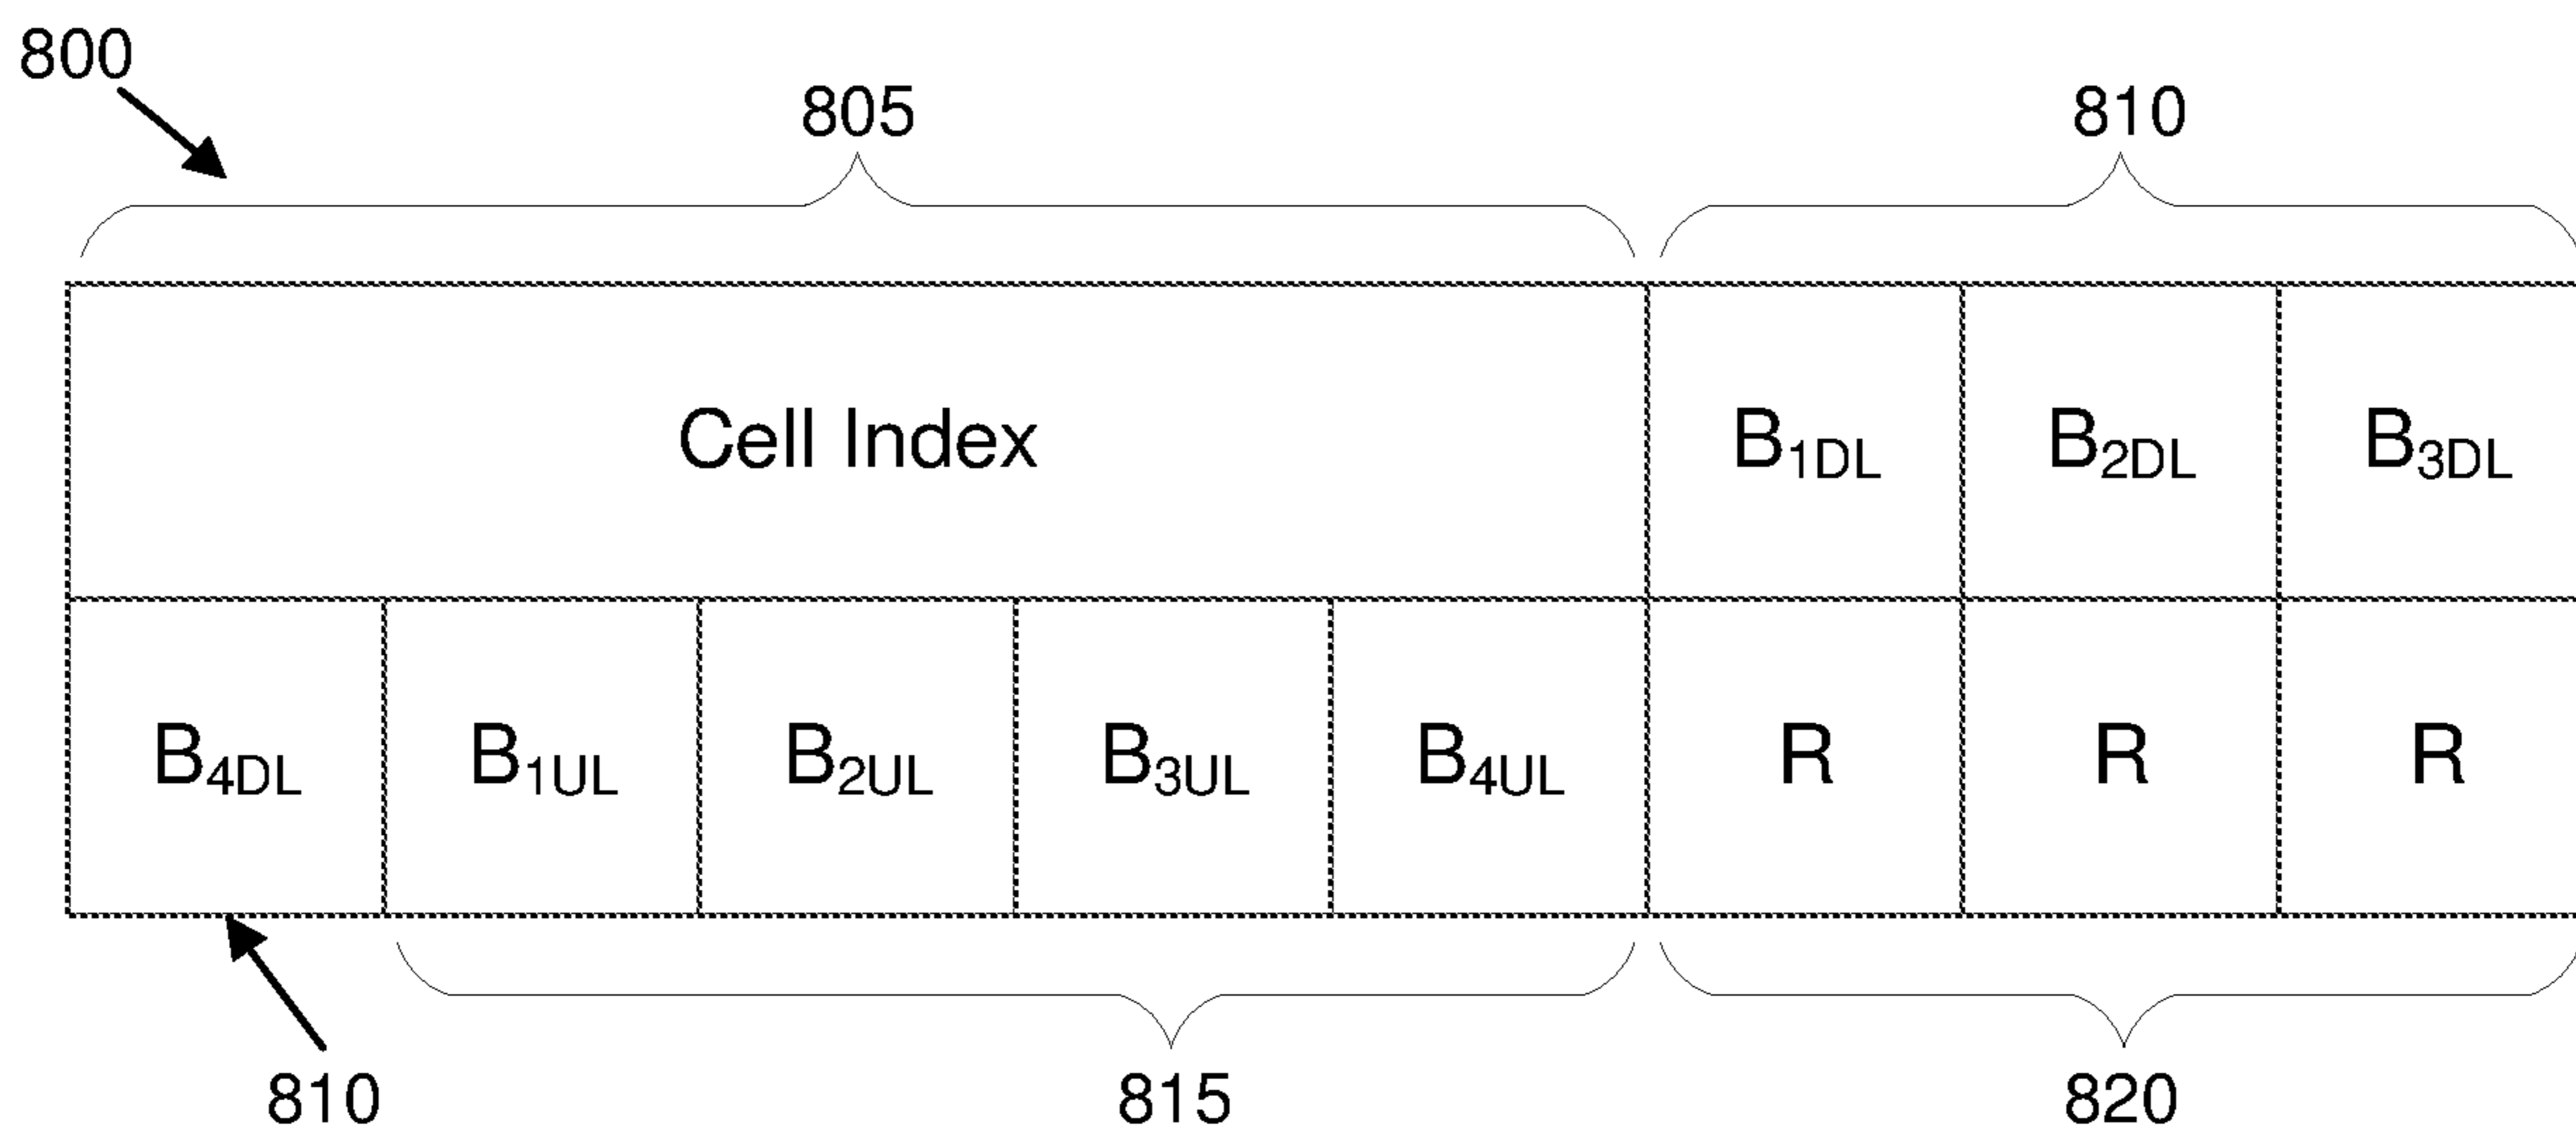 800
805 810
Cell Index B1DL B2DL B3DL
B4DL B1UL B2UL B3UL B4UL R R R
810 815 820